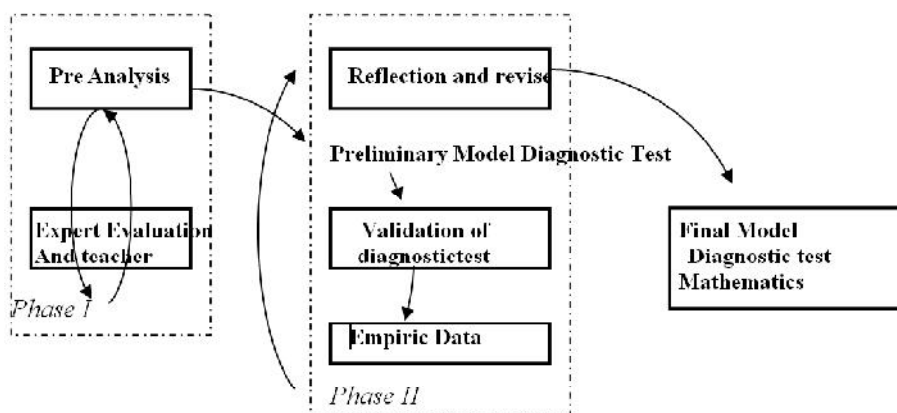 Pre Analysis
Expert Evaluation
And teacher
Phase I
Reflection and revise
Preliminary Model Diagnostic Test
Validation of
diagnostictest
Empiric Data
Phase II
Final Model
Diagnostic test
Mathematics